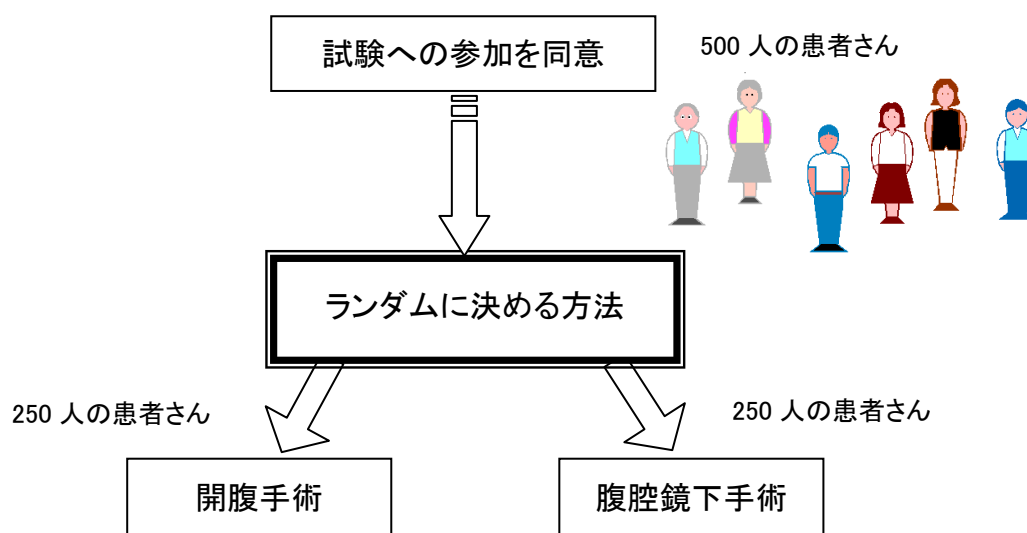 試験への参加を同意
500 人の患者さん
ランダムに決める方法
250 人の患者さん
250 人の患者さん
開腹手術
腹腔鏡下手術